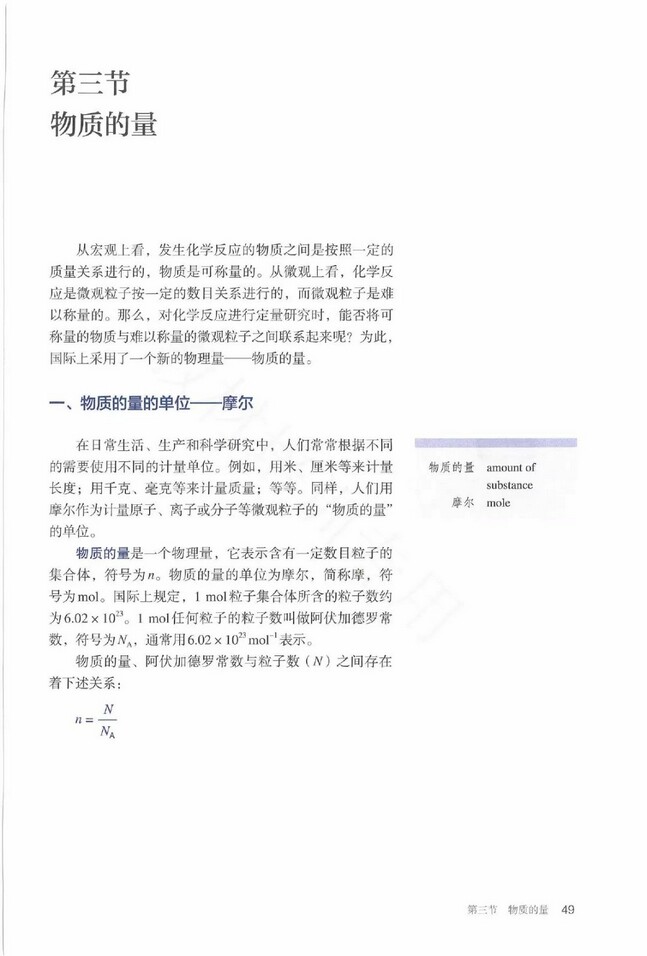 第三节
物质的量
从宏观上看，发生化学反应的物质之间是按照一定的
质量关系进行的，物质是可称量的。从微观上看，化学反
应是微观粒子按一定的数目关系进行的，而微观粒子是难
以称量的。那么，对化学反应进行定量研究时，能否将可
称量的物质与难以称量的微观粒子之间联系起来呢？为此，
国际上采用了一个新的物理量——物质的量。
一、物质的量的单位——摩尔
在日常生活、生产和科学研究中，人们常常根据不同
的需要使用不同的计量单位。例如，用米、厘米等来计量
长度；用千克、毫克等来计量质量；等等。同样，人们用
摩尔作为计量原子、离子或分子等微观粒子的“物质的量”
的单位。
物质的量是一个物理量，它表示含有一定数目粒子的
集合体，符号为n。物质的量的单位为摩尔，简称摩，符
号为mol。国际上规定，1 mol粒子集合体所含的粒子数约
为6.02 × 10²³。1 mol任何粒子的粒子数叫做阿伏加德罗常
数，符号为N_A，通常用6.02 × 10²³ mol⁻¹表示。
物质的量、阿伏加德罗常数与粒子数（N）之间存在
着下述关系：
n = N/N_A
物质的量 amount of
substance
摩尔 mole
第三节 物质的量 49